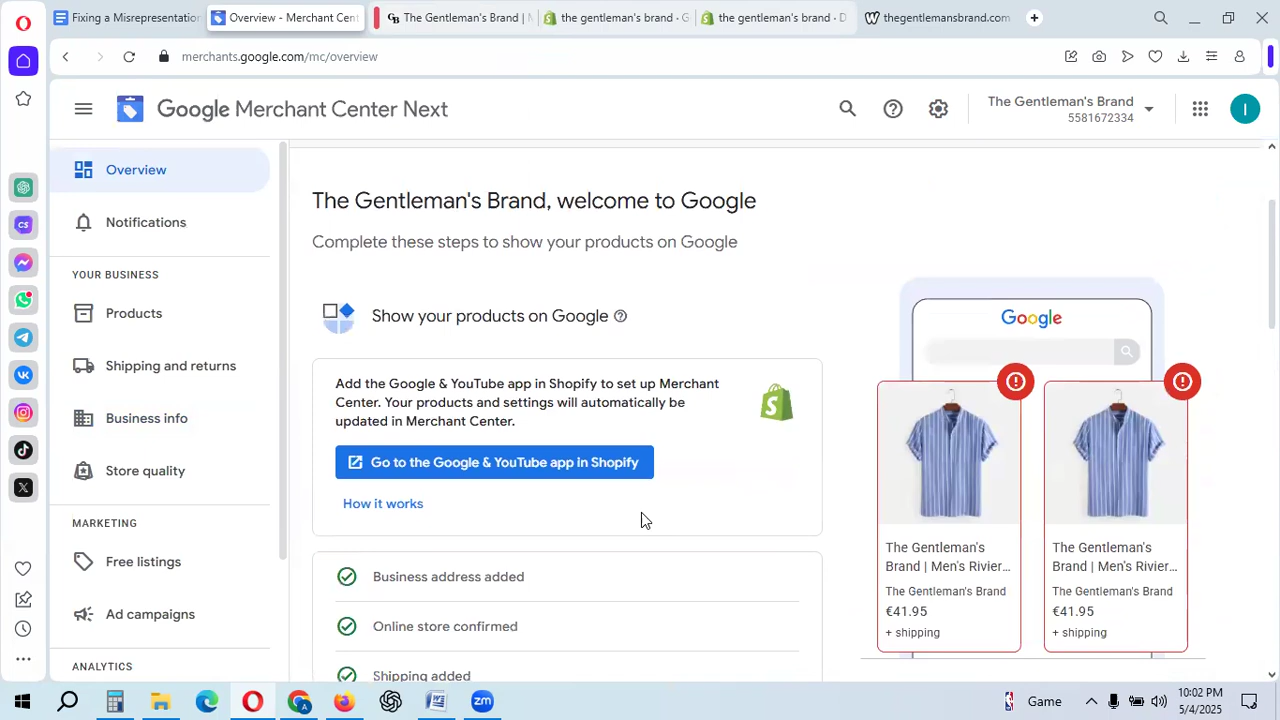 Fixing a Misrepresentation
Overview - Merchant Cent
GB The Gentleman's Brand | M
the gentleman's brand · G
the gentleman's brand · D
thegentlemansbrand.com
merchants.google.com/mc/overview
Google Merchant Center Next
The Gentleman's Brand
5581672334
I
Overview
Notifications
YOUR BUSINESS
Products
Shipping and returns
Business info
Store quality
MARKETING
Free listings
Ad campaigns
ANALYTICS
The Gentleman's Brand, welcome to Google
Complete these steps to show your products on Google
Show your products on Google
Add the Google & YouTube app in Shopify to set up Merchant
Center. Your products and settings will automatically be
updated in Merchant Center.
Go to the Google & YouTube app in Shopify
How it works
Business address added
Online store confirmed
Shipping added
Google
The Gentleman's
Brand | Men's Rivier...
The Gentleman's Brand
€41.95
+ shipping
The Gentleman's
Brand | Men's Rivier...
The Gentleman's Brand
€41.95
+ shipping
Game
10:02 PM
5/4/2025